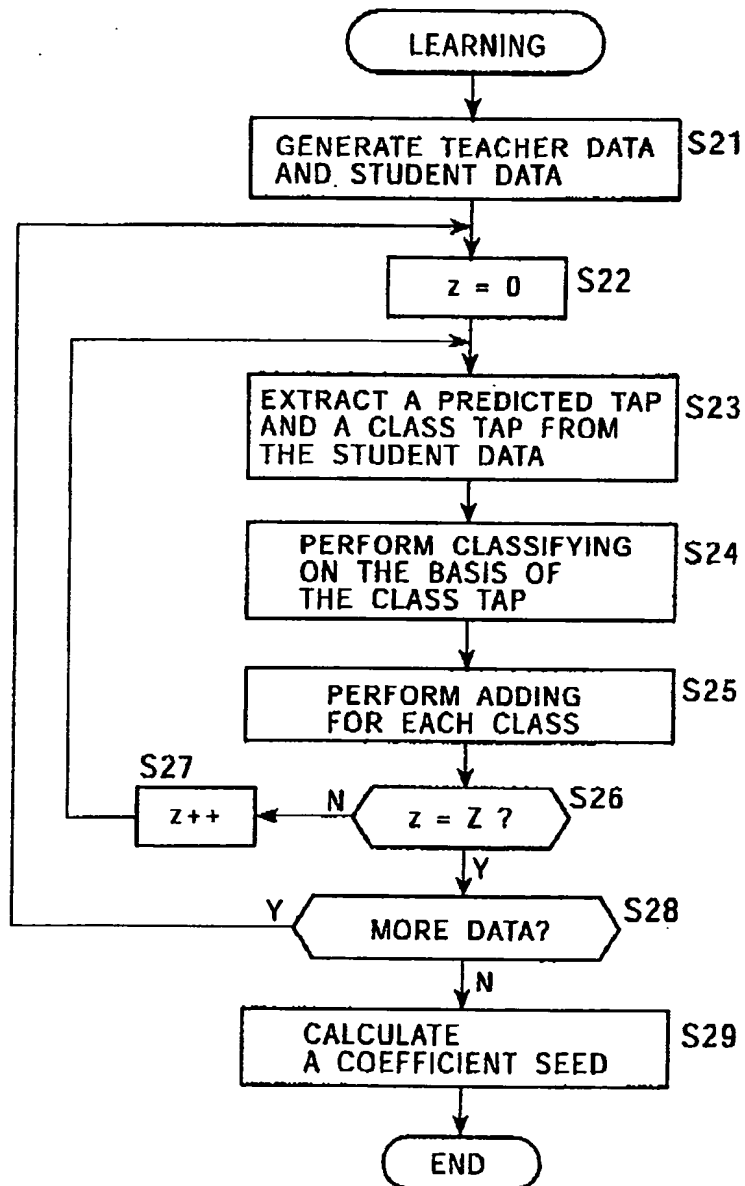 LEARNING
GENERATE TEACHER DATA
AND STUDENT DATA
S21
z = 0
S22
EXTRACT A PREDICTED TAP
AND A CLASS TAP FROM
THE STUDENT DATA
S23
PERFORM CLASSIFYING
ON THE BASIS OF
THE CLASS TAP
S24
PERFORM ADDING
FOR EACH CLASS
S25
S27
z++
N
z = Z ?
S26
Y
Y
MORE DATA?
S28
N
CALCULATE
A COEFFICIENT SEED
S29
END